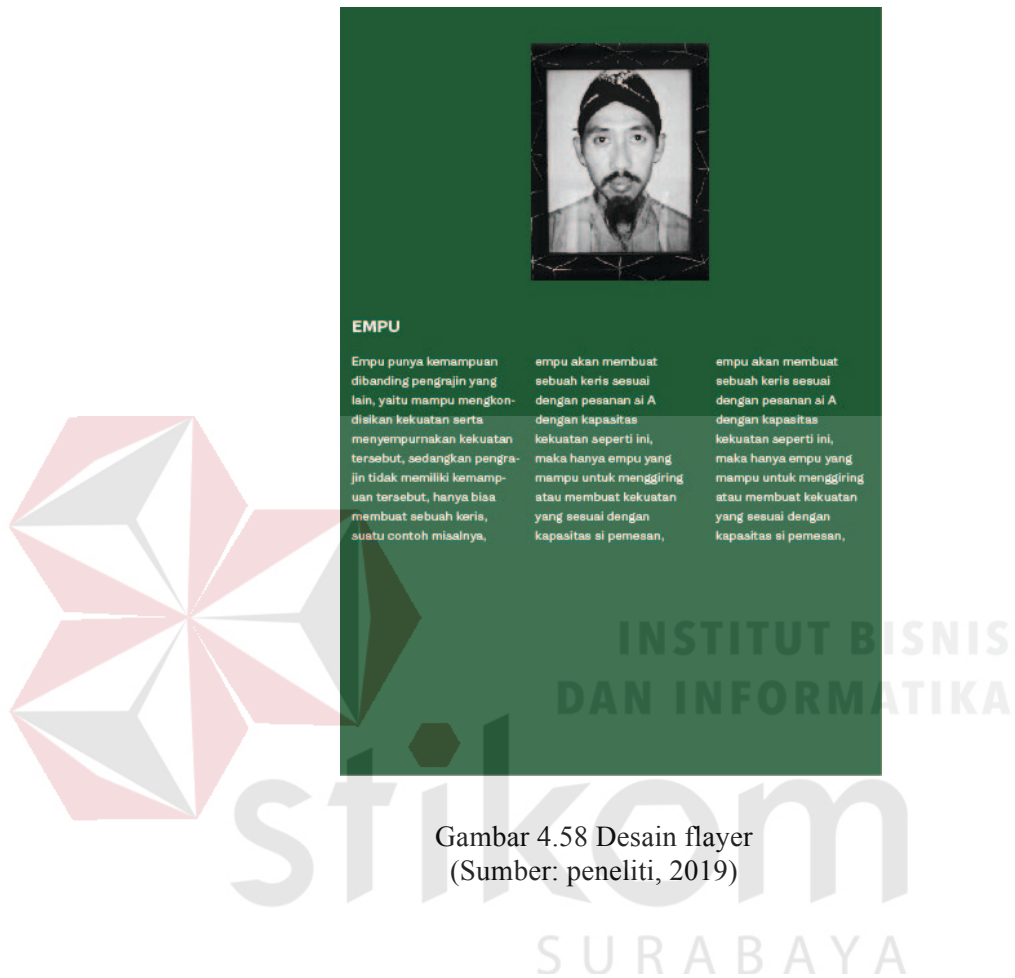 EMPU
Empu punya kemampuan
dibanding pengrajin yang
lain, yaitu mampu mengkon-
disikan kekuatan serta
menyempurnakan kekuatan
tersebut, sedangkan pengra-
jin tidak memiliki kemamp-
uan tersebut, hanya bisa
membuat sebuah keris,
suatu contoh misalnya,
empu akan membuat
sebuah keris sesuai
dengan pesanan si A
dengan kapasitas
kekuatan seperti ini,
maka hanya empu yang
mampu untuk menggiring
atau membuat kekuatan
yang sesuai dengan
kapasitas si pemesan,
empu akan membuat
sebuah keris sesuai
dengan pesanan si A
dengan kapasitas
kekuatan seperti ini,
maka hanya empu yang
mampu untuk menggiring
atau membuat kekuatan
yang sesuai dengan
kapasitas si pemesan,
INSTITUT BISNIS
DAN INFORMATIKA
stikom
SURABAYA
Gambar 4.58 Desain flayer
(Sumber: peneliti, 2019)